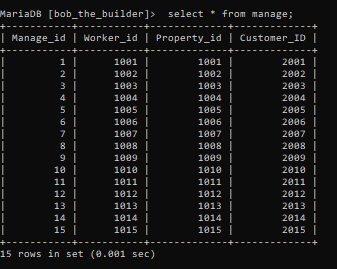 MariaDB [bob_the_builder]>  select * from manage;
+-----------+-----------+-------------+-------------+
| Manage_id | Worker_id | Property_id | Customer_ID |
+-----------+-----------+-------------+-------------+
|         1 |      1001 |        1001 |        2001 |
|         2 |      1002 |        1002 |        2002 |
|         3 |      1003 |        1003 |        2003 |
|         4 |      1004 |        1004 |        2004 |
|         5 |      1005 |        1005 |        2005 |
|         6 |      1006 |        1006 |        2006 |
|         7 |      1007 |        1007 |        2007 |
|         8 |      1008 |        1008 |        2008 |
|         9 |      1009 |        1009 |        2009 |
|        10 |      1010 |        1010 |        2010 |
|        11 |      1011 |        1011 |        2011 |
|        12 |      1012 |        1012 |        2012 |
|        13 |      1013 |        1013 |        2013 |
|        14 |      1014 |        1014 |        2014 |
|        15 |      1015 |        1015 |        2015 |
+-----------+-----------+-------------+-------------+
15 rows in set (0.001 sec)